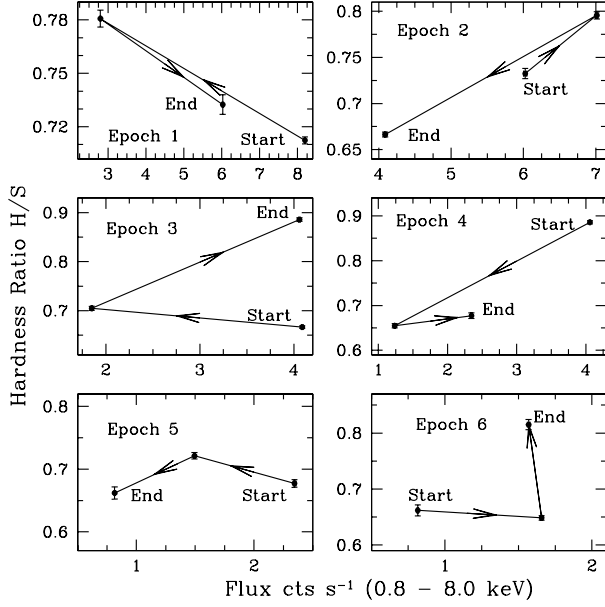 Epoch 1
Start
End
0.72
0.75
0.78
3 4 5 6 7 8
Epoch 2
Start
End
0.65
0.7
0.75
0.8
4 5 6 7
Epoch 3
Start
End
0.7
0.8
0.9
2 3 4
Epoch 4
Start
End
0.6
0.7
0.8
0.9
1 2 3 4
Epoch 5
Start
End
0.6
0.7
0.8
1 2
Epoch 6
Start
End
0.6
0.7
0.8
1 2
Hardness Ratio H/S
Flux cts s⁻¹ (0.8 − 8.0 keV)